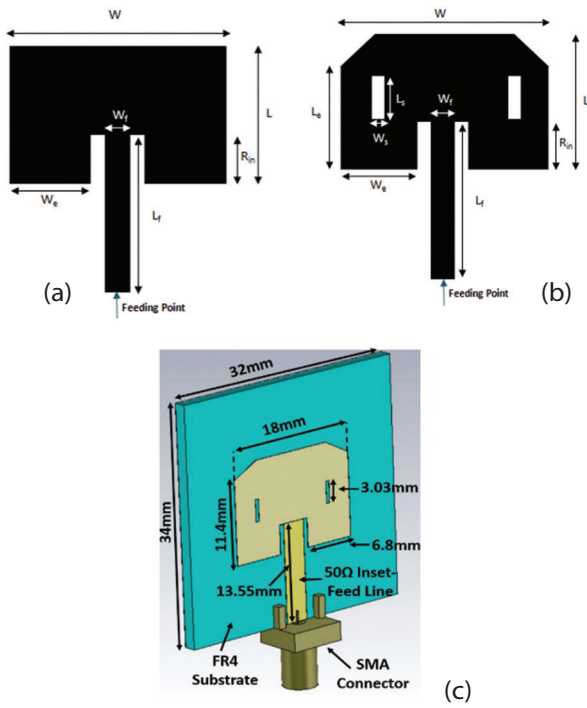 W
W
Wf
L
Rin
We
Lf
Feeding Point
(a)
Le
Ls
Ws
Wf
L
Rin
We
Lf
Feeding Point
(b)
32mm
18mm
3.03mm
34mm
11.4mm
6.8mm
13.55mm
50Ω Inset-
Feed Line
FR4
Substrate
SMA
Connector
(c)